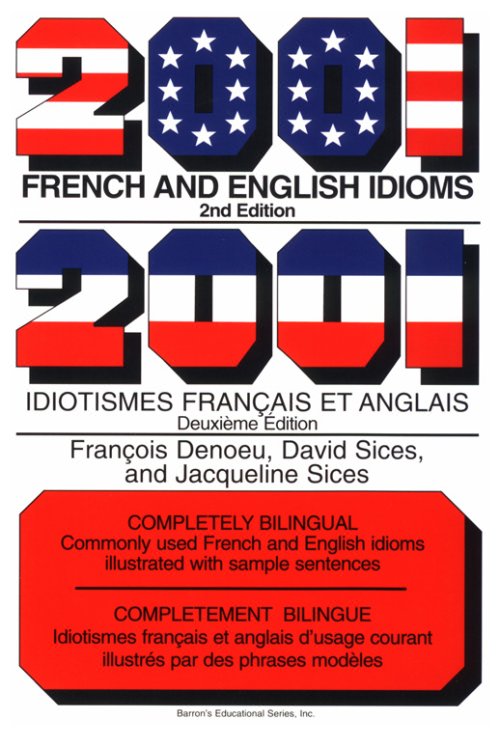 2001
FRENCH AND ENGLISH IDIOMS
2nd Edition
2001
IDIOTISMES FRANÇAIS ET ANGLAIS
Deuxième Édition
François Denoeu, David Sices,
and Jacqueline Sices
COMPLETELY BILINGUAL
Commonly used French and English idioms
illustrated with sample sentences
COMPLETEMENT BILINGUE
Idiotismes français et anglais d'usage courant
illustrés par des phrases modèles
Barron's Educational Series, Inc.